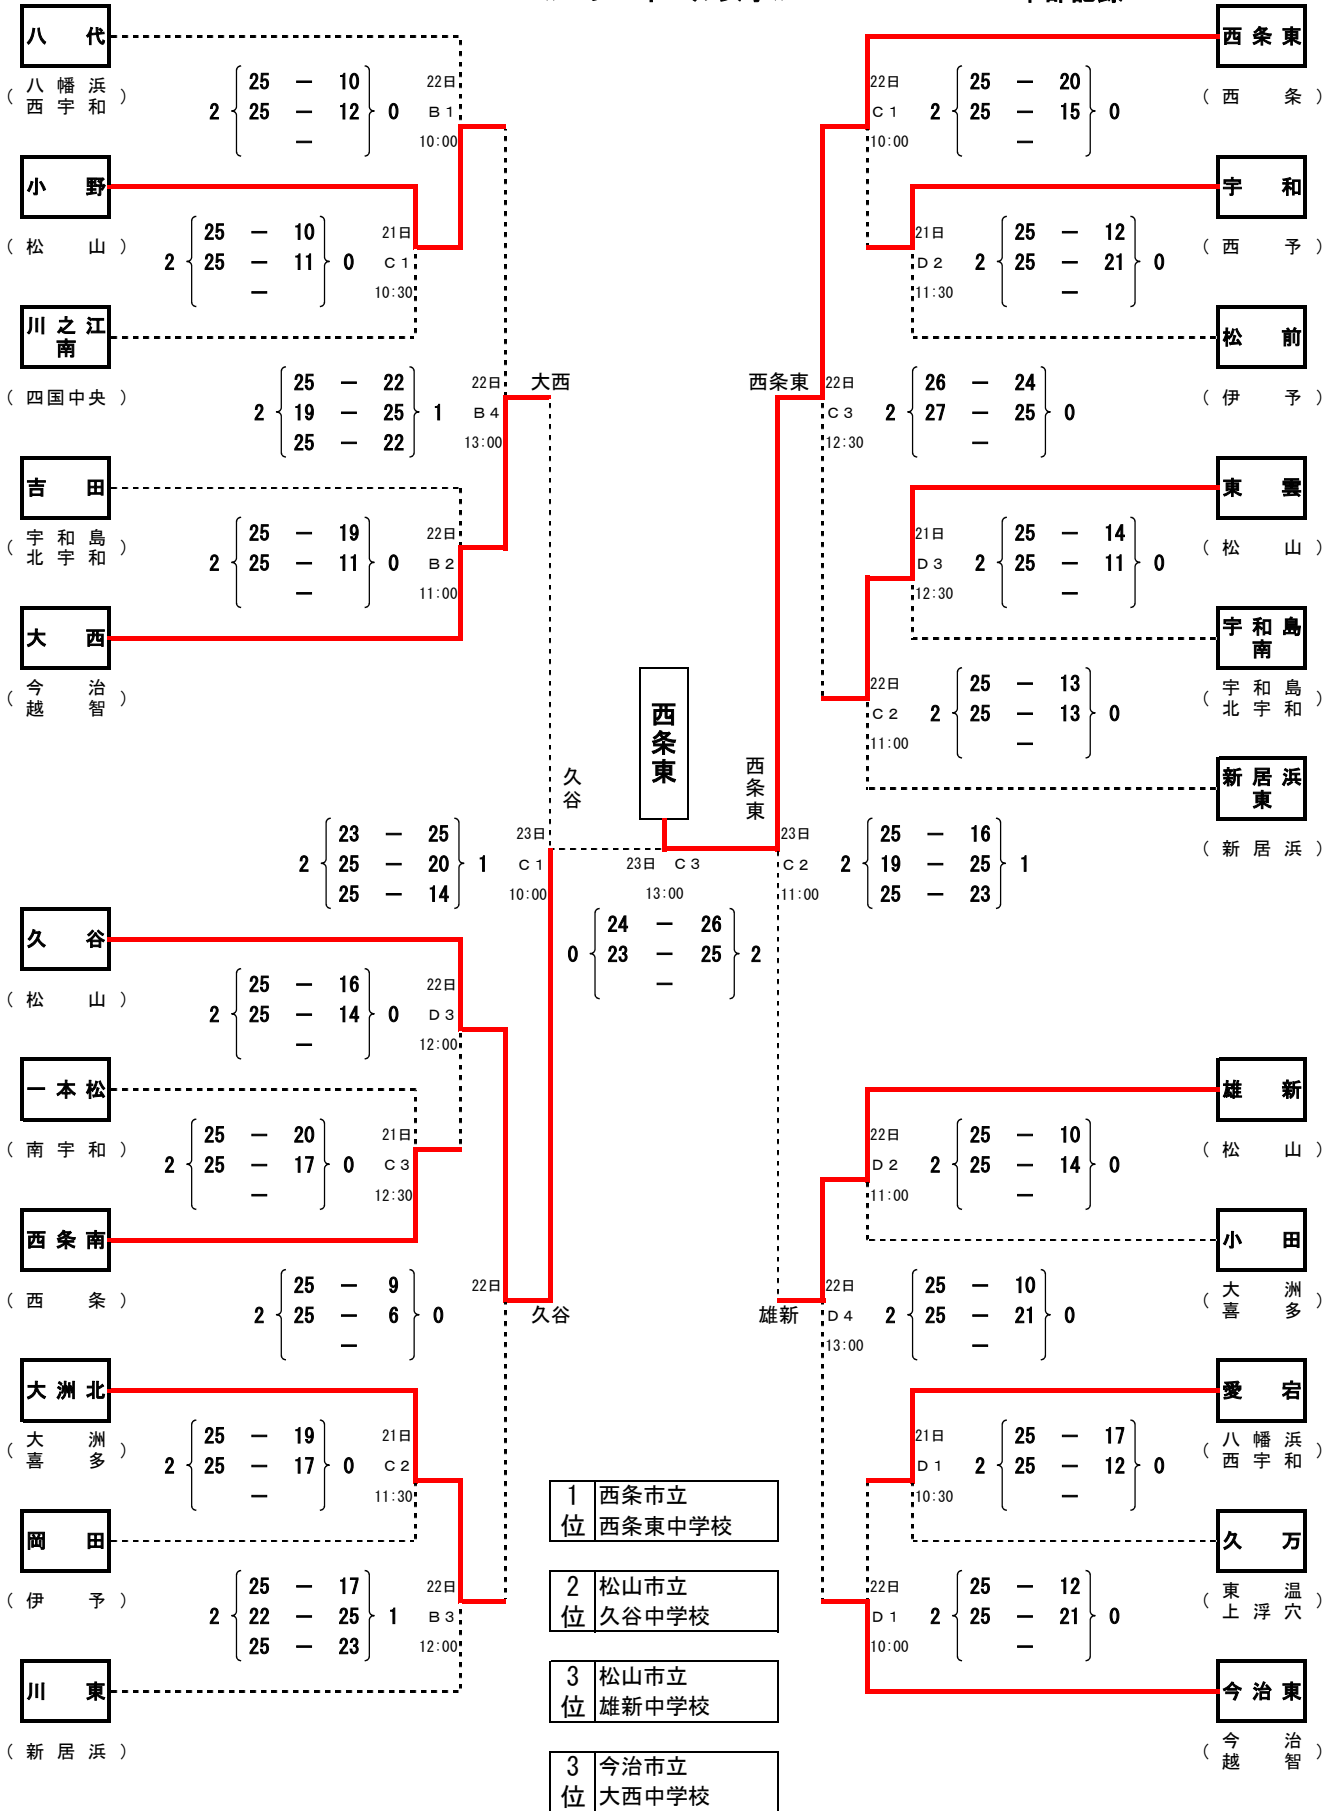 八代
(八幡浜西宇和)
25 — 10
2 25 — 12 0
—
22日
B1
10:00
小野
(松山)
25 — 10
2 25 — 11 0
—
21日
C1
10:30
川之江南
(四国中央)
25 — 22
2 19 — 25 1
25 — 22
22日
B4
13:00
大西
吉田
(宇和島北宇和)
25 — 19
2 25 — 11 0
—
22日
B2
11:00
大西
(今治越智)
久谷
23 — 25
2 25 — 20 1
25 — 14
23日
C1
10:00
久谷
(松山)
25 — 16
2 25 — 14 0
—
22日
D3
12:00
一本松
(南宇和)
25 — 20
2 25 — 17 0
—
21日
C3
12:30
西条南
(西条)
25 — 9
2 25 — 6 0
—
22日
久谷
大洲北
(大洲喜多)
25 — 19
2 25 — 17 0
—
21日
C2
11:30
岡田
(伊予)
25 — 17
2 22 — 25 1
25 — 23
22日
B3
12:00
川東
(新居浜)
西条東
23日 C3
13:00
24 — 26
0 23 — 25 2
—
西条東
(西条)
22日
C1
10:00
25 — 20
2 25 — 15 0
—
宇和
(西予)
21日
D2
11:30
25 — 12
2 25 — 21 0
—
松前
(伊予)
西条東
22日
C3
12:30
26 — 24
2 27 — 25 0
—
東雲
(松山)
21日
D3
12:30
25 — 14
2 25 — 11 0
—
宇和島南
(宇和島北宇和)
22日
C2
11:00
25 — 13
2 25 — 13 0
—
新居浜東
(新居浜)
西条東
23日
C2
11:00
25 — 16
2 19 — 25 1
25 — 23
雄新
(松山)
22日
D2
11:00
25 — 10
2 25 — 14 0
—
小田
(大洲喜多)
雄新
22日
D4
13:00
25 — 10
2 25 — 21 0
—
愛宕
(八幡浜西宇和)
21日
D1
10:30
25 — 17
2 25 — 12 0
—
久万
(東温上浮穴)
22日
D1
10:00
25 — 12
2 25 — 21 0
—
今治東
(今治越智)
1位 西条市立
西条東中学校
2位 松山市立
久谷中学校
3位 松山市立
雄新中学校
3位 今治市立
大西中学校